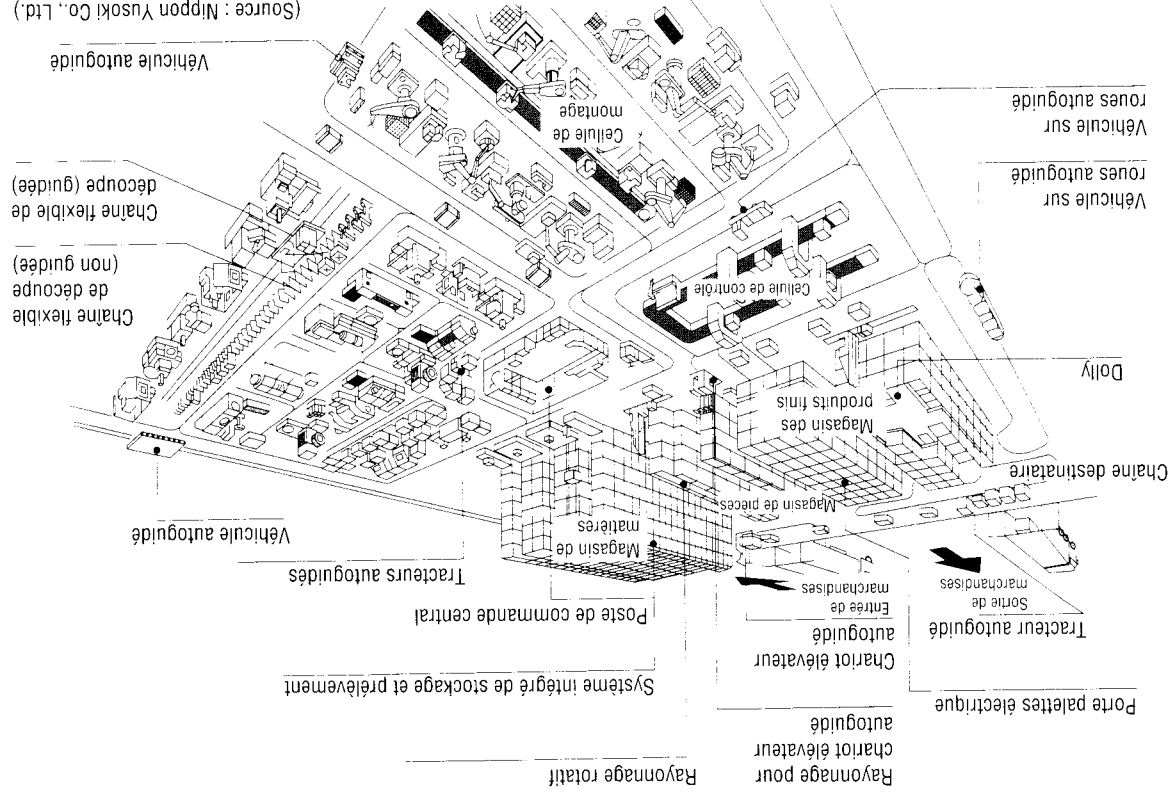 Rayonnage pour
chariot élévateur
autoguidé
Rayonnage rotatif
Porte palettes électrique
Système intégré de stockage et prélèvement
Chariot élévateur
autoguidé
Poste de commande central
Tracteur autoguidé
Tracteurs autoguidés
Sortie de
marchandises
Entrée de
marchandises
Véhicule autoguidé
Magasin de
matières
Magasin de pièces
Chaîne destinataire
Magasin des
produits finis
Dolly
Cellule de contrôle
Chaîne flexible
de découpe
(non guidée)
Véhicule sur
roues autoguidé
Chaîne flexible de
découpe (guidée)
Véhicule sur
roues autoguidé
Cellule de
montage
Véhicule autoguidé
(Source : Nippon Yusoki Co., Ltd.)